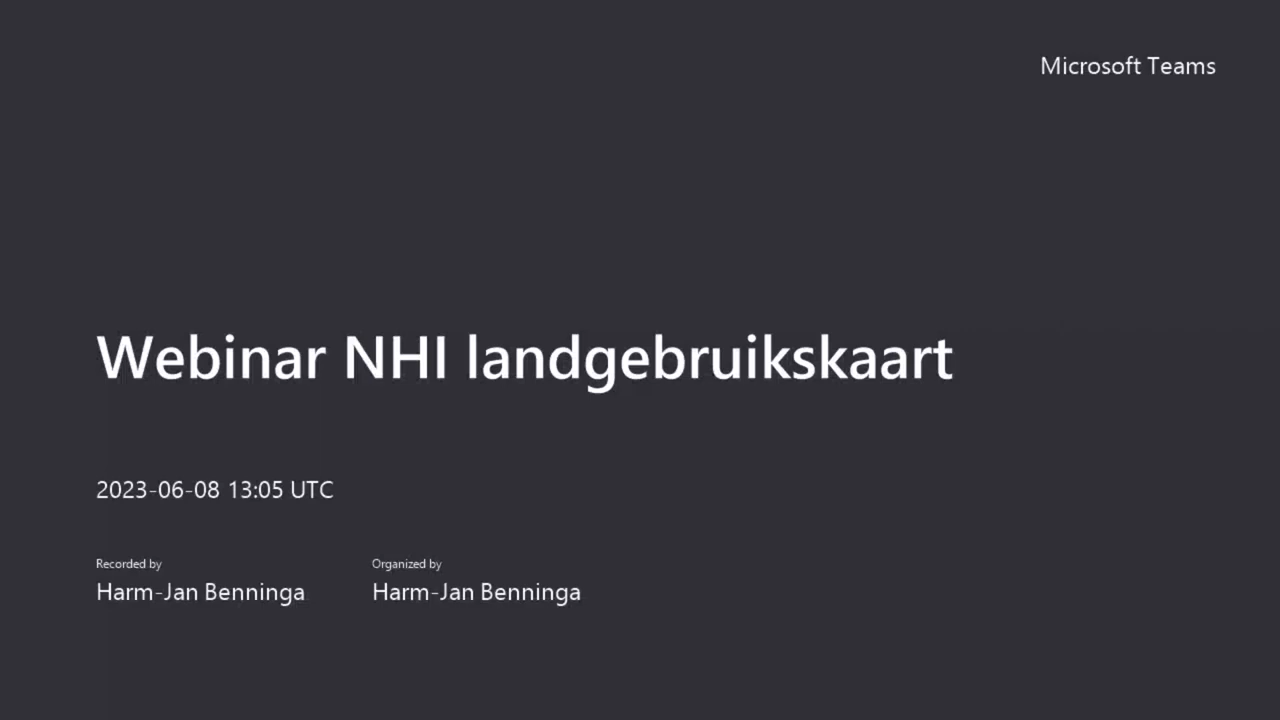 Microsoft Teams
Webinar NHI landgebruikskaart
2023-06-08 13:05 UTC
Recorded by
Organized by
Harm-Jan Benninga
Harm-Jan Benninga